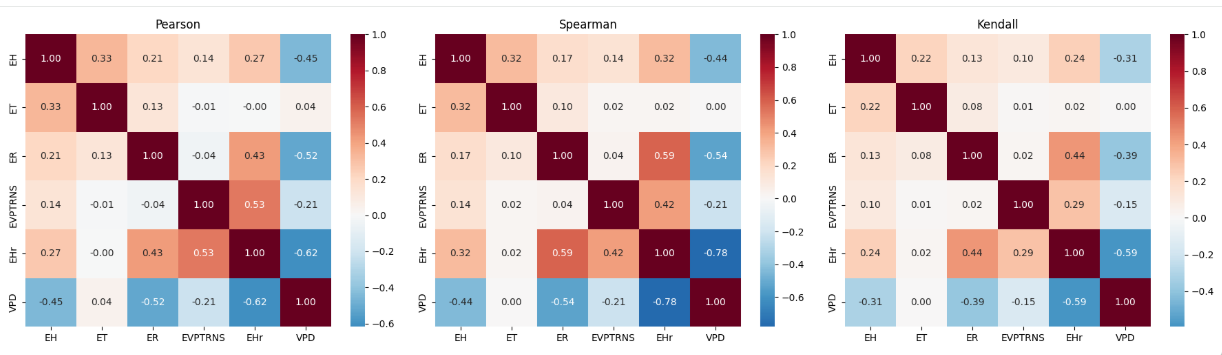 Pearson
EH 1.00 0.33 0.21 0.14 0.27 -0.45
ET 0.33 1.00 0.13 -0.01 -0.00 0.04
ER 0.21 0.13 1.00 -0.04 0.43 -0.52
EVPTRNS 0.14 -0.01 -0.04 1.00 0.53 -0.21
EHr 0.27 -0.00 0.43 0.53 1.00 -0.62
VPD -0.45 0.04 -0.52 -0.21 -0.62 1.00
EH ET ER EVPTRNS EHr VPD
1.0
0.8
0.6
0.4
0.2
0.0
−0.2
−0.4
−0.6
Spearman
EH 1.00 0.32 0.17 0.14 0.32 -0.44
ET 0.32 1.00 0.10 0.02 0.02 0.00
ER 0.17 0.10 1.00 0.04 0.59 -0.54
EVPTRNS 0.14 0.02 0.04 1.00 0.42 -0.21
EHr 0.32 0.02 0.59 0.42 1.00 -0.78
VPD -0.44 0.00 -0.54 -0.21 -0.78 1.00
EH ET ER EVPTRNS EHr VPD
1.0
0.8
0.6
0.4
0.2
0.0
−0.2
−0.4
−0.6
Kendall
EH 1.00 0.22 0.13 0.10 0.24 -0.31
ET 0.22 1.00 0.08 0.01 0.02 0.00
ER 0.13 0.08 1.00 0.02 0.44 -0.39
EVPTRNS 0.10 0.01 0.02 1.00 0.29 -0.15
EHr 0.24 0.02 0.44 0.29 1.00 -0.59
VPD -0.31 0.00 -0.39 -0.15 -0.59 1.00
EH ET ER EVPTRNS EHr VPD
1.0
0.8
0.6
0.4
0.2
0.0
−0.2
−0.4